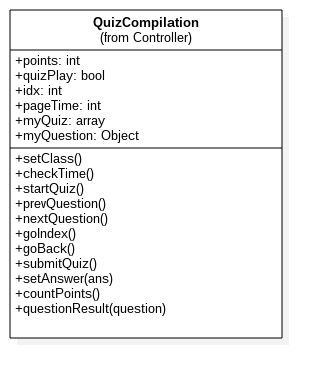 QuizCompilation
(from Controller)
+points: int
+quizPlay: bool
+idx: int
+pageTime: int
+myQuiz: array
+myQuestion: Object
+setClass()
+checkTime()
+startQuiz()
+prevQuestion()
+nextQuestion()
+goIndex()
+goBack()
+submitQuiz()
+setAnswer(ans)
+countPoints()
+questionResult(question)